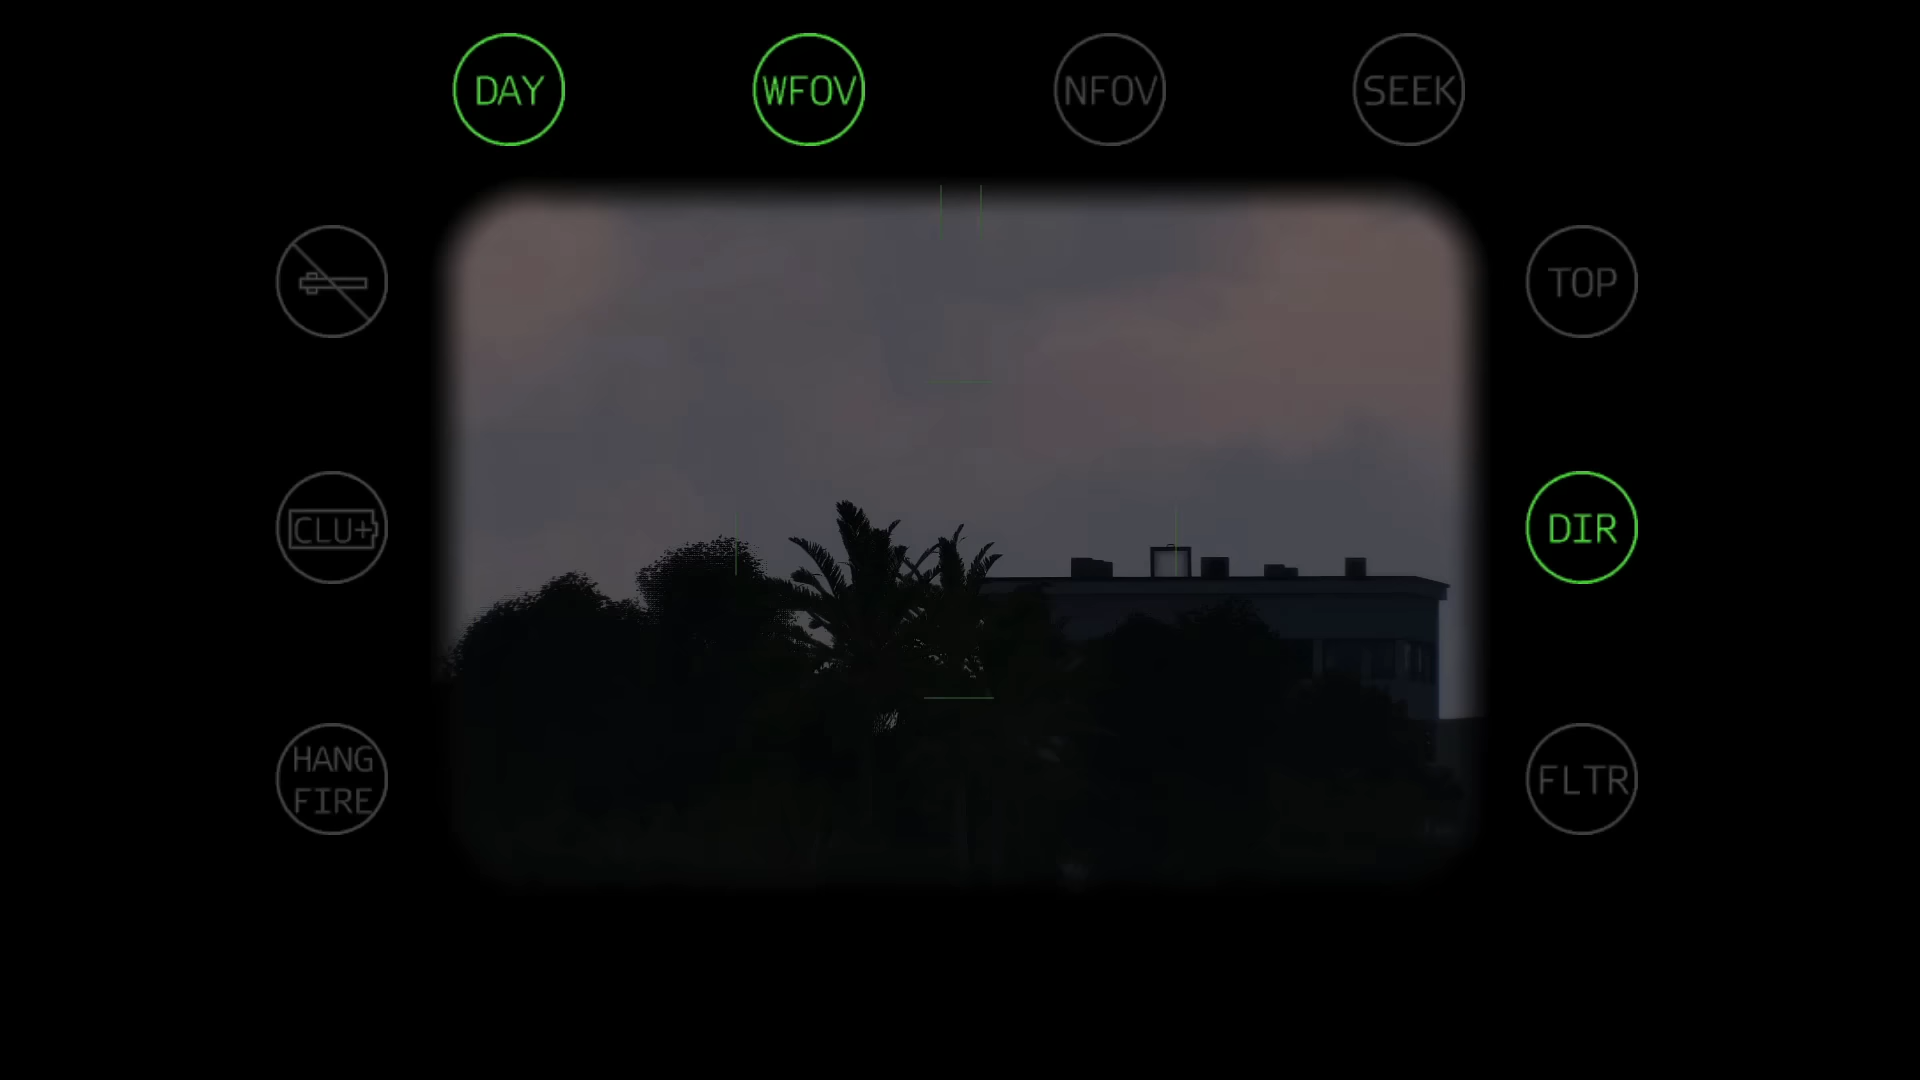 DAY
WFOV
NFOV
SEEK
TOP
CLU+
DIR
HANG
FIRE
FLTR